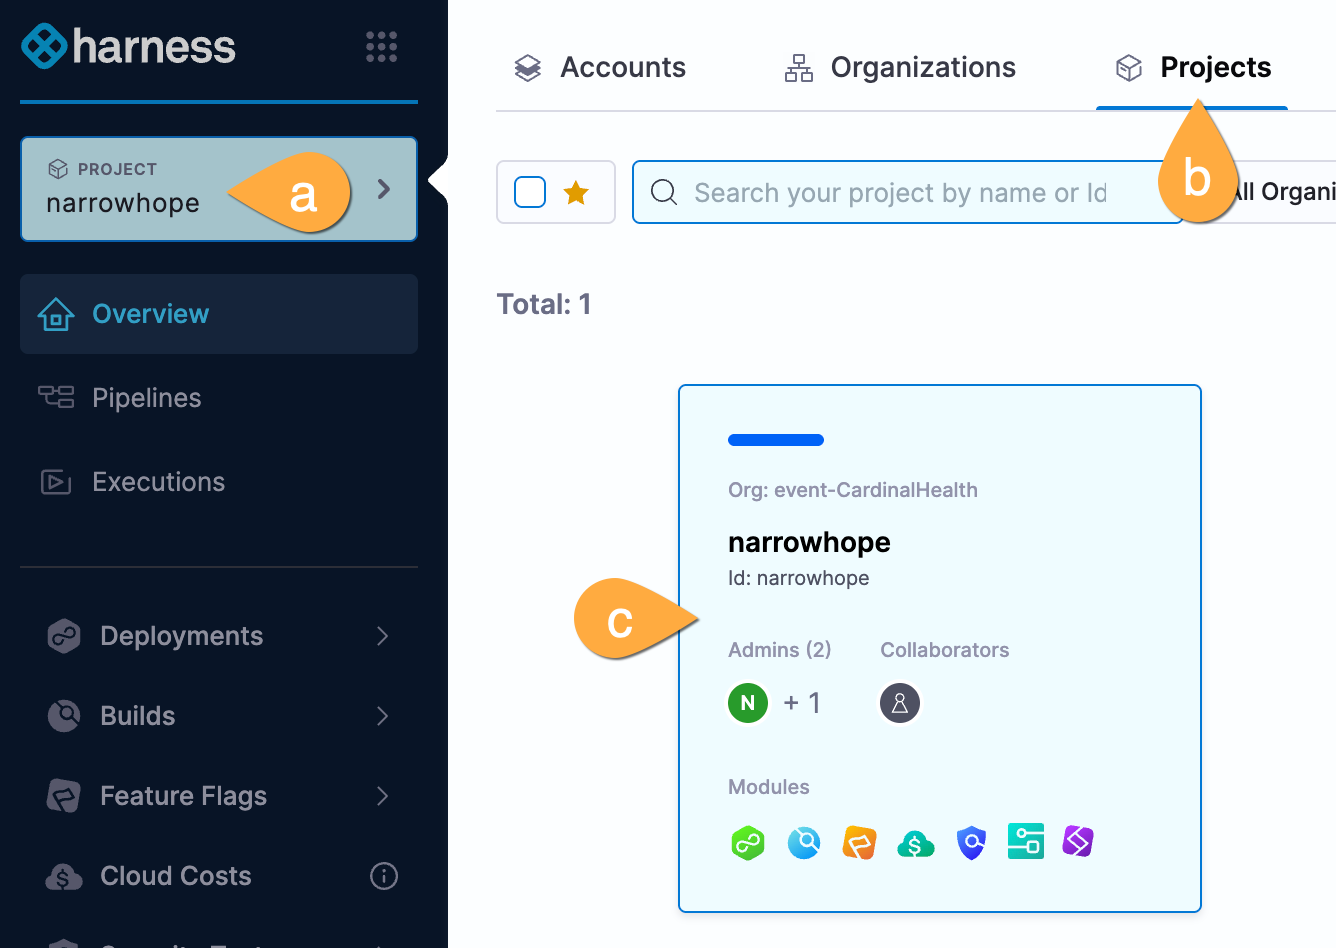 harness
PROJECT
narrowhope
a
Overview
Pipelines
Executions
Deployments
Builds
Feature Flags
Cloud Costs
Accounts
Organizations
Projects
b
Search your project by name or Id
All Organi
Total: 1
Org: event-CardinalHealth
narrowhope
Id: narrowhope
c
Admins (2)
Collaborators
N
+ 1
Modules